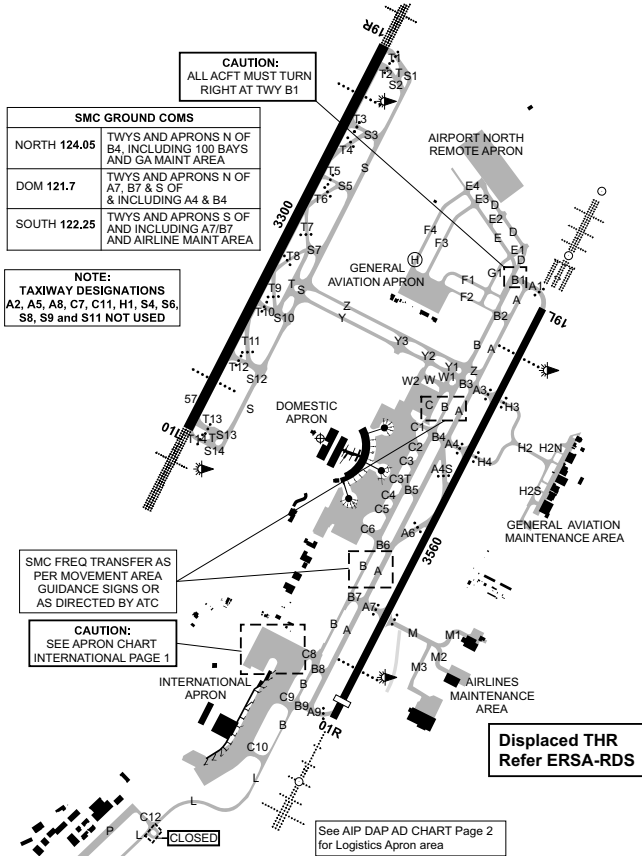 19R
CAUTION:
ALL ACFT MUST TURN
RIGHT AT TWY B1
T1
T2 T S1
S2
SMC GROUND COMS
NORTH 124.05
TWYS AND APRONS N OF
B4, INCLUDING 100 BAYS
AND GA MAINT AREA
DOM 121.7
TWYS AND APRONS N OF
A7, B7 & S OF
& INCLUDING A4 & B4
SOUTH 122.25
TWYS AND APRONS S OF
AND INCLUDING A7/B7
AND AIRLINE MAINT AREA
T3
S3
T4
S
T5
S5
T6
3300
T7
S7
T8
T
S
T9
T10
S10
T11
T12
S12
S
57
01L
T13
T14
T
S13
S14
NOTE:
TAXIWAY DESIGNATIONS
A2, A5, A8, C7, C11, H1, S4, S6,
S8, S9 and S11 NOT USED
AIRPORT NORTH
REMOTE APRON
E4
E3
D
E2
D
E
E1
D
F4
F3
H
GENERAL
AVIATION APRON
F1
F2
G1
B1
A1
A
B2
19L
Z
Y
Y3
Y2
Y1
B
A
Z
W2
W
W1
B3
A3
H3
DOMESTIC
APRON
C
B
A
C1
B4
A4
C2
H4
H2
H2N
C3
A4S
C3T
B5
H2S
C4
C5
GENERAL AVIATION
MAINTENANCE AREA
C6
A6
B6
3560
SMC FREQ TRANSFER AS
PER MOVEMENT AREA
GUIDANCE SIGNS OR
AS DIRECTED BY ATC
B
A
B7
A7
CAUTION:
SEE APRON CHART
INTERNATIONAL PAGE 1
B
A
M
M1
M2
M3
C8
B8
INTERNATIONAL
APRON
B
C9
B9
A9
01R
B
AIRLINES
MAINTENANCE
AREA
C10
L
L
Displaced THR
Refer ERSA-RDS
C12
P
L
CLOSED
See AIP DAP AD CHART Page 2
for Logistics Apron area